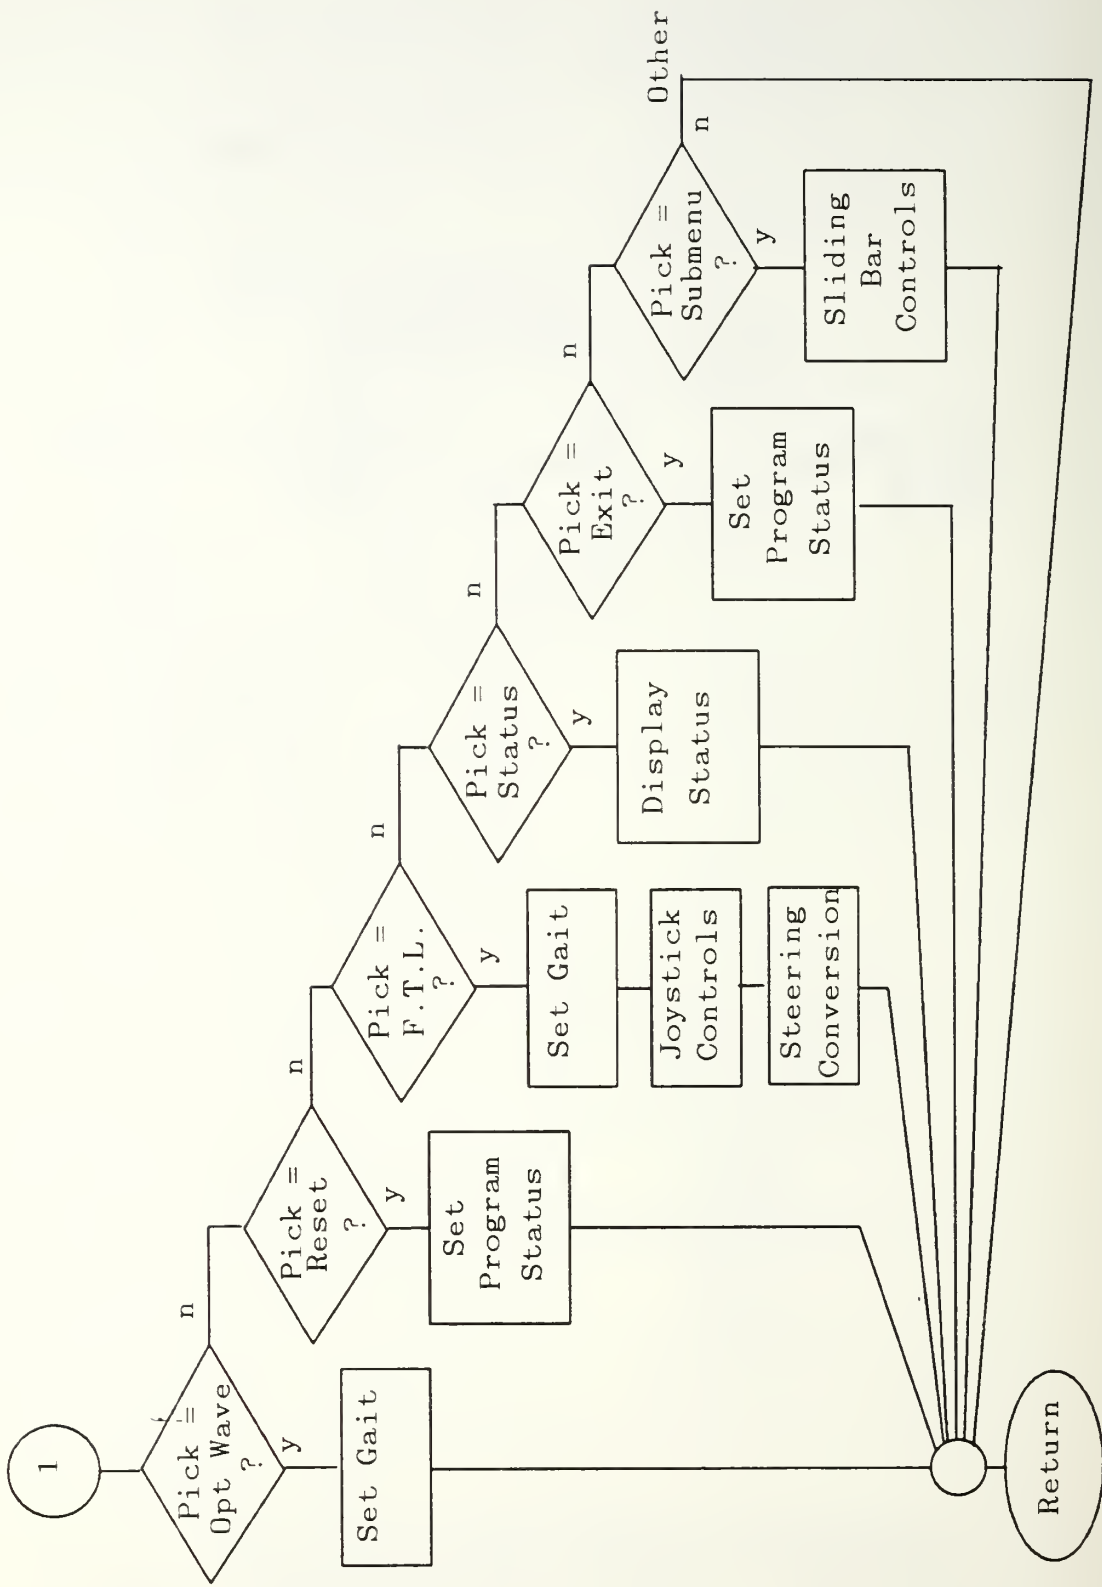 1
Pick =
Opt Wave
?
n
y
Set Gait
Pick =
Reset
?
n
y
Set
Program
Status
Pick =
F.T.L.
?
n
y
Set Gait
Joystick
Controls
Steering
Conversion
Pick =
Status
?
n
y
Display
Status
Pick =
Exit
?
n
y
Set
Program
Status
Pick =
Submenu
?
n
Other
y
Sliding
Bar
Controls
Return